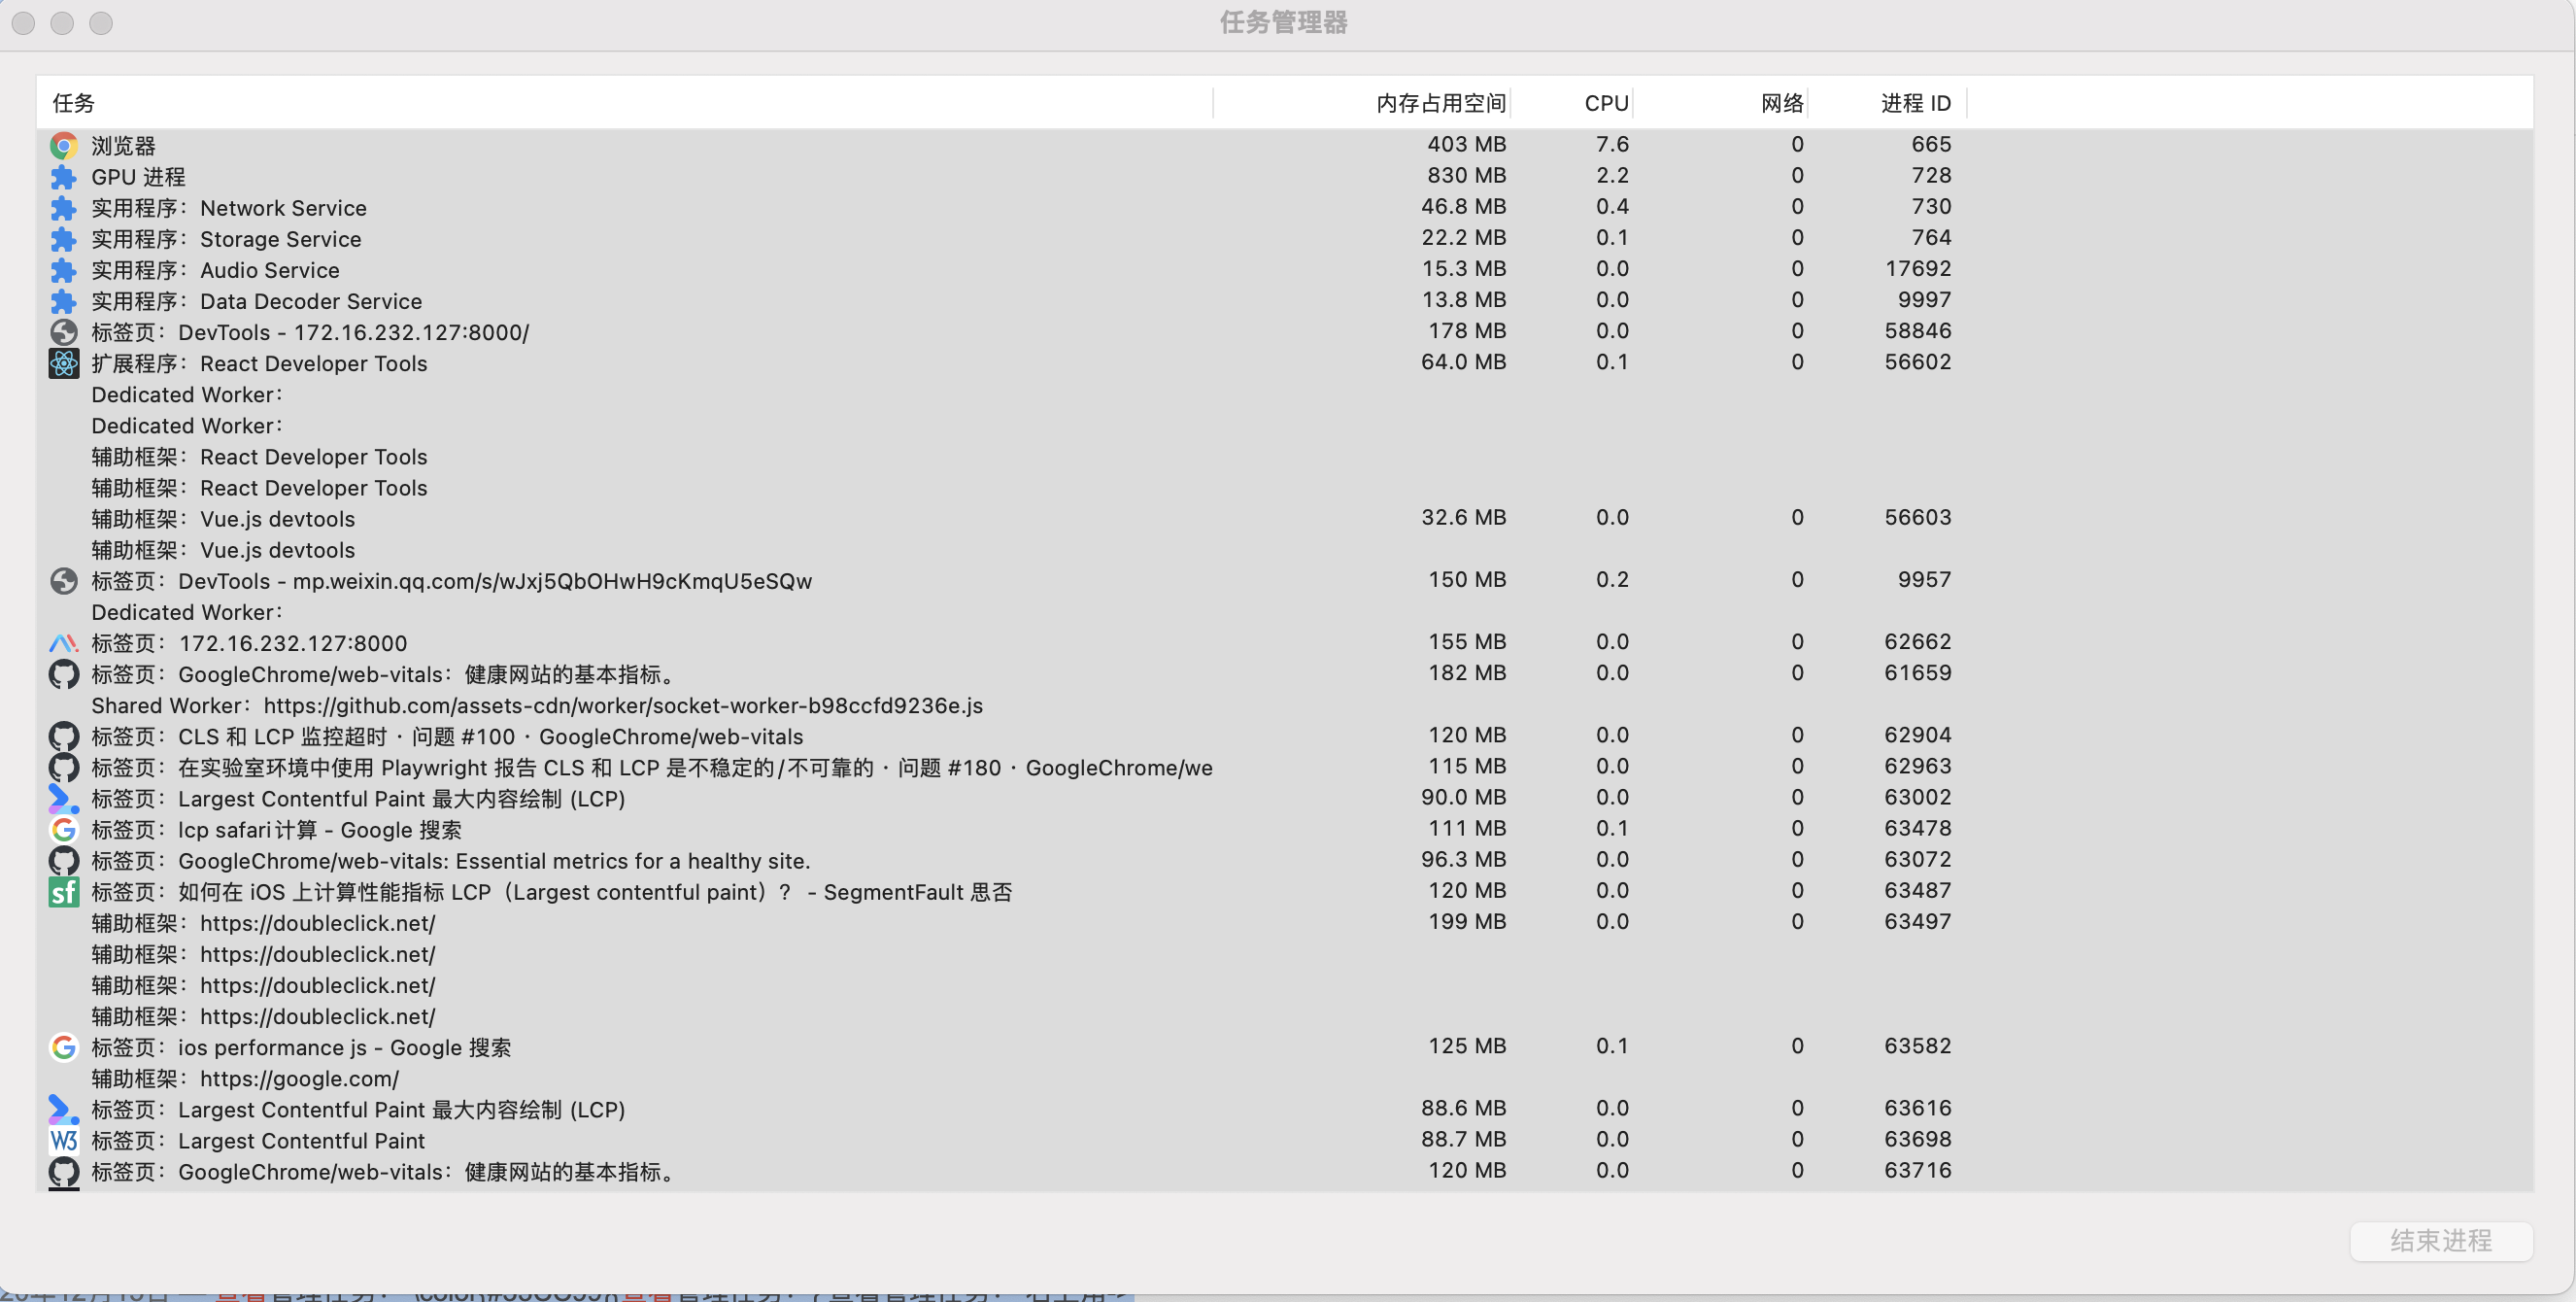 任务管理器
任务 内存占用空间 CPU 网络 进程 ID
浏览器 403 MB 7.6 0 665
GPU 进程 830 MB 2.2 0 728
实用程序：Network Service 46.8 MB 0.4 0 730
实用程序：Storage Service 22.2 MB 0.1 0 764
实用程序：Audio Service 15.3 MB 0.0 0 17692
实用程序：Data Decoder Service 13.8 MB 0.0 0 9997
标签页：DevTools - 172.16.232.127:8000/ 178 MB 0.0 0 58846
扩展程序：React Developer Tools 64.0 MB 0.1 0 56602
Dedicated Worker：
Dedicated Worker：
辅助框架：React Developer Tools
辅助框架：React Developer Tools
辅助框架：Vue.js devtools 32.6 MB 0.0 0 56603
辅助框架：Vue.js devtools
标签页：DevTools - mp.weixin.qq.com/s/wJxj5QbOHwH9cKmqU5eSQw 150 MB 0.2 0 9957
Dedicated Worker：
标签页：172.16.232.127:8000 155 MB 0.0 0 62662
标签页：GoogleChrome/web-vitals：健康网站的基本指标。 182 MB 0.0 0 61659
Shared Worker：https://github.com/assets-cdn/worker/socket-worker-b98ccfd9236e.js
标签页：CLS 和 LCP 监控超时 · 问题 #100 · GoogleChrome/web-vitals 120 MB 0.0 0 62904
标签页：在实验室环境中使用 Playwright 报告 CLS 和 LCP 是不稳定的/不可靠的 · 问题 #180 · GoogleChrome/we 115 MB 0.0 0 62963
标签页：Largest Contentful Paint 最大内容绘制 (LCP) 90.0 MB 0.0 0 63002
标签页：lcp safari计算 - Google 搜索 111 MB 0.1 0 63478
标签页：GoogleChrome/web-vitals: Essential metrics for a healthy site. 96.3 MB 0.0 0 63072
sf 标签页：如何在 iOS 上计算性能指标 LCP（Largest contentful paint）？ - SegmentFault 思否 120 MB 0.0 0 63487
辅助框架：https://doubleclick.net/ 199 MB 0.0 0 63497
辅助框架：https://doubleclick.net/
辅助框架：https://doubleclick.net/
辅助框架：https://doubleclick.net/
标签页：ios performance js - Google 搜索 125 MB 0.1 0 63582
辅助框架：https://google.com/
标签页：Largest Contentful Paint 最大内容绘制 (LCP) 88.6 MB 0.0 0 63616
W3 标签页：Largest Contentful Paint 88.7 MB 0.0 0 63698
标签页：GoogleChrome/web-vitals：健康网站的基本指标。 120 MB 0.0 0 63716
结束进程